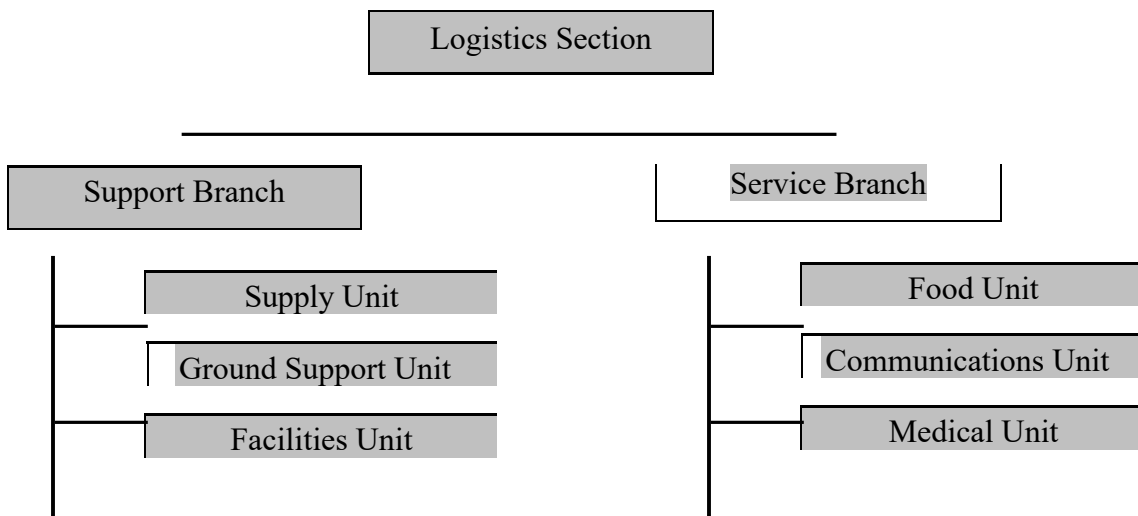 Logistics Section
Support Branch
Service Branch
Supply Unit
Ground Support Unit
Facilities Unit
Food Unit
Communications Unit
Medical Unit